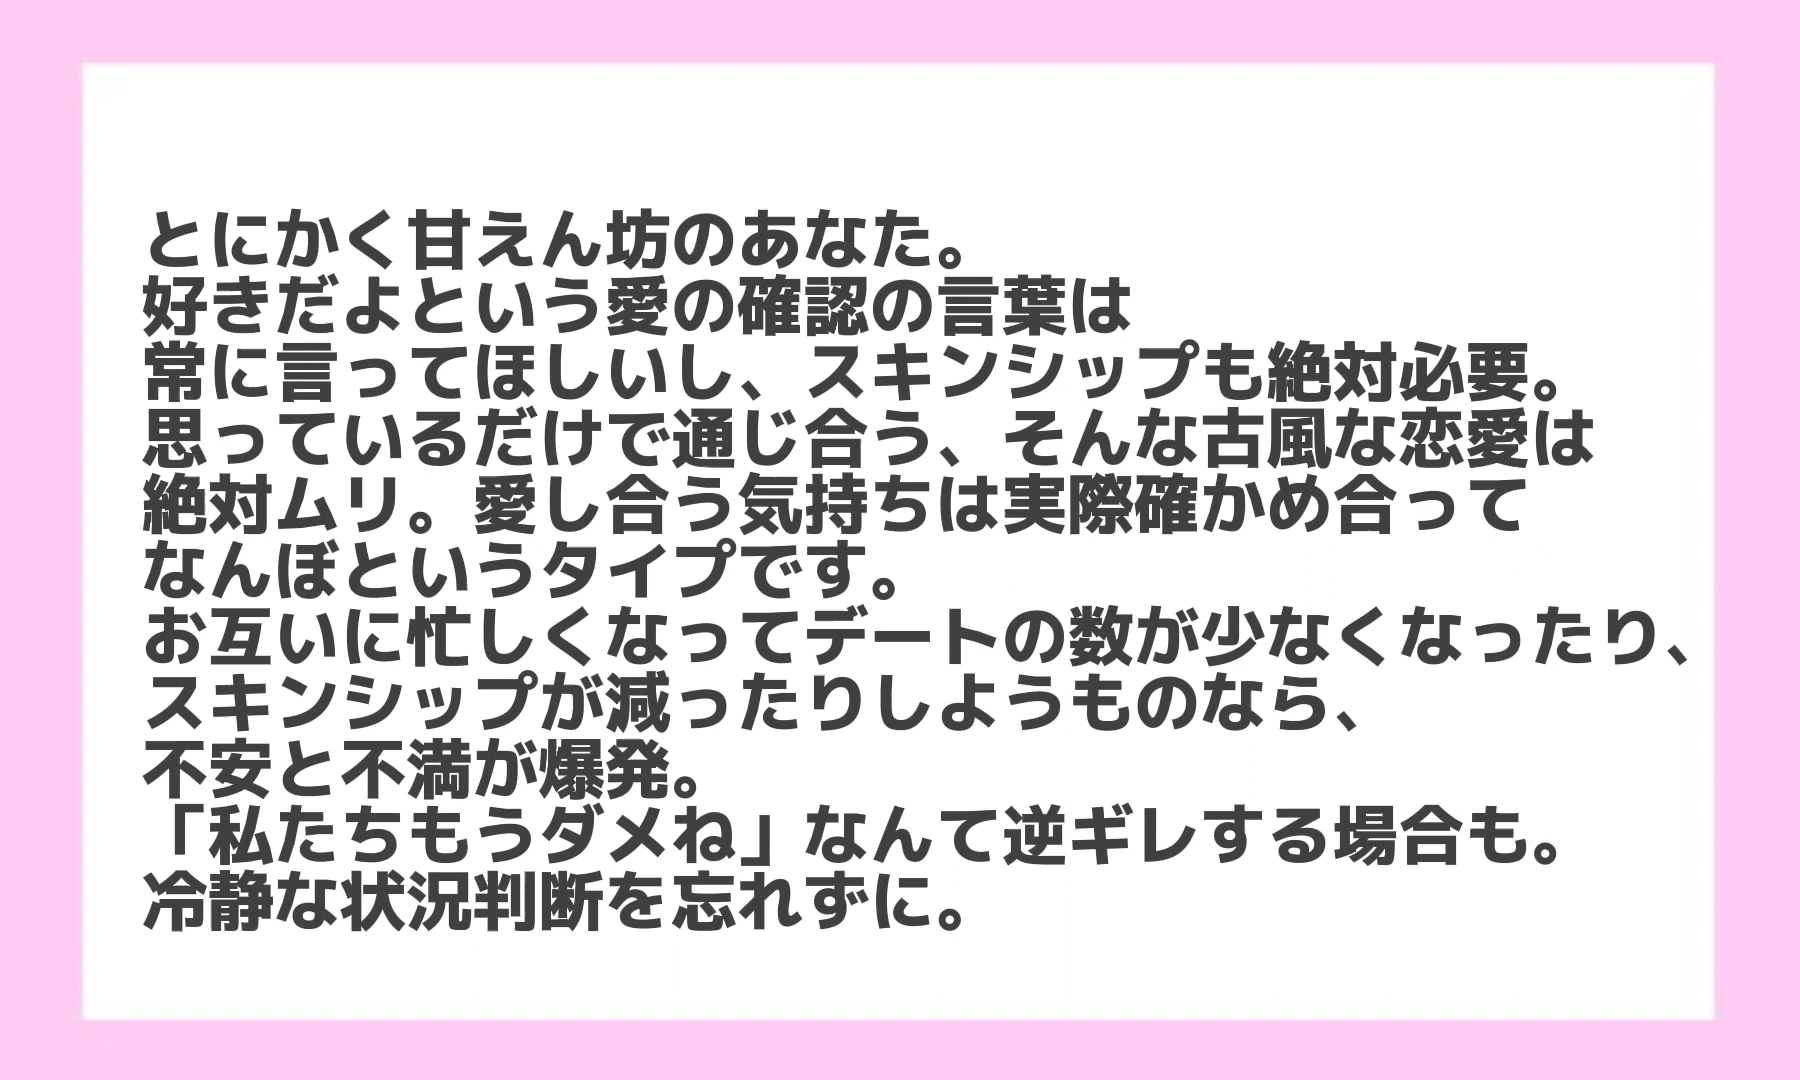 とにかく甘えん坊のあなた。
好きだよという愛の確認の言葉は
常に言ってほしいし、スキンシップも絶対必要。
思っているだけで通じ合う、そんな古風な恋愛は
絶対ムリ。愛し合う気持ちは実際確かめ合って
なんぼというタイプです。
お互いに忙しくなってデートの数が少なくなったり、
スキンシップが減ったりしようものなら、
不安と不満が爆発。
「私たちもうダメね」なんて逆ギレする場合も。
冷静な状況判断を忘れずに。